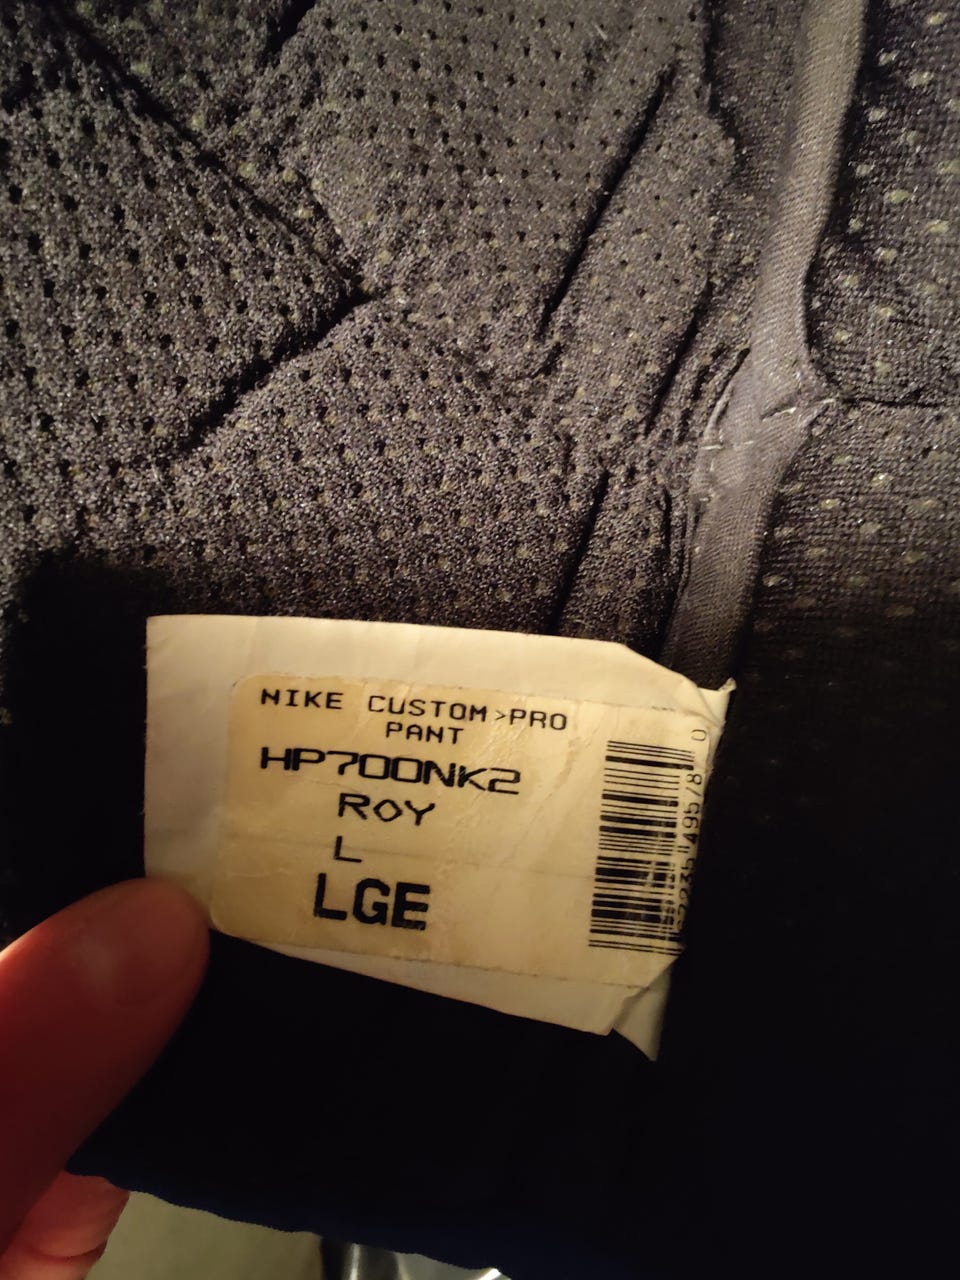 NIKE CUSTOM>PRO
PANT
HP700NK2
ROY
L
LGE